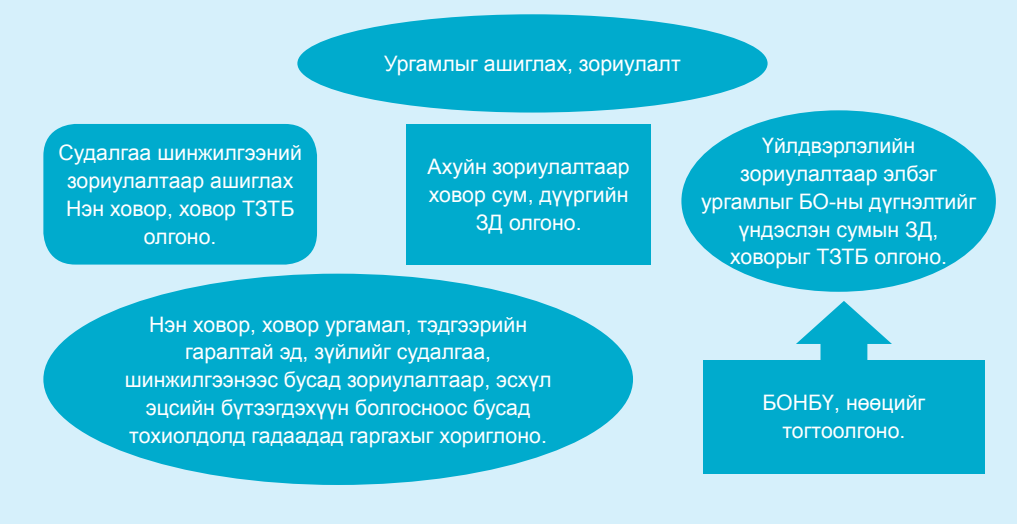 Ургамлыг ашиглах, зориулалт
Судалгаа шинжилгээний
зориулалтаар ашиглах
Нэн ховор, ховор ТЗТБ
олгоно.
Ахуйн зориулалтаар
ховор сум, дүүргийн
ЗД олгоно.
Үйлдвэрлэлийн
зориулалтаар элбэг
ургамлыг БО-ны дүгнэлтийг
үндэслэн сумын ЗД,
ховорыг ТЗТБ олгоно.
Нэн ховор, ховор ургамал, тэдгээрийн
гаралтай эд, зүйлийг судалгаа,
шинжилгээнээс бусад зориулалтаар, эсхүл
эцсийн бүтээгдэхүүн болгосноос бусад
тохиолдолд гадаадад гаргахыг хориглоно.
БОНБҮ, нөөцийг
тогтоолгоно.